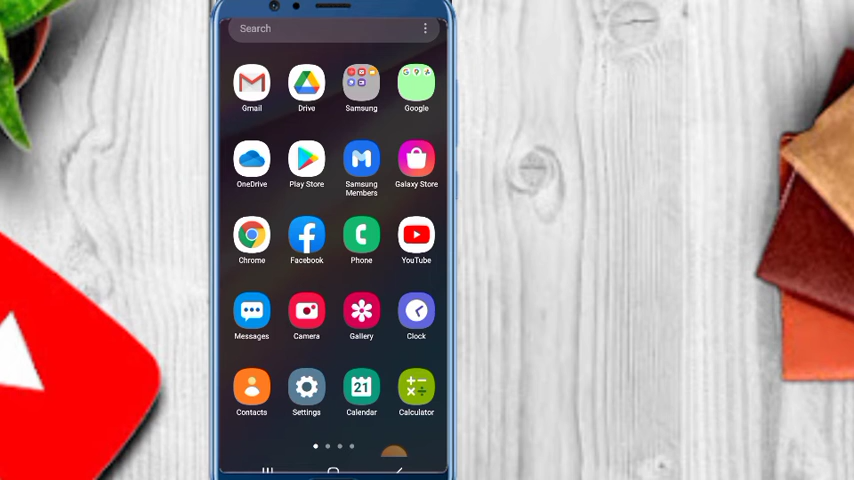 Search
Gmail Drive Samsung Google
OneDrive Play Store Samsung Members Galaxy Store
Chrome Facebook Phone YouTube
Messages Camera Gallery Clock
21
Contacts Settings Calendar Calculator